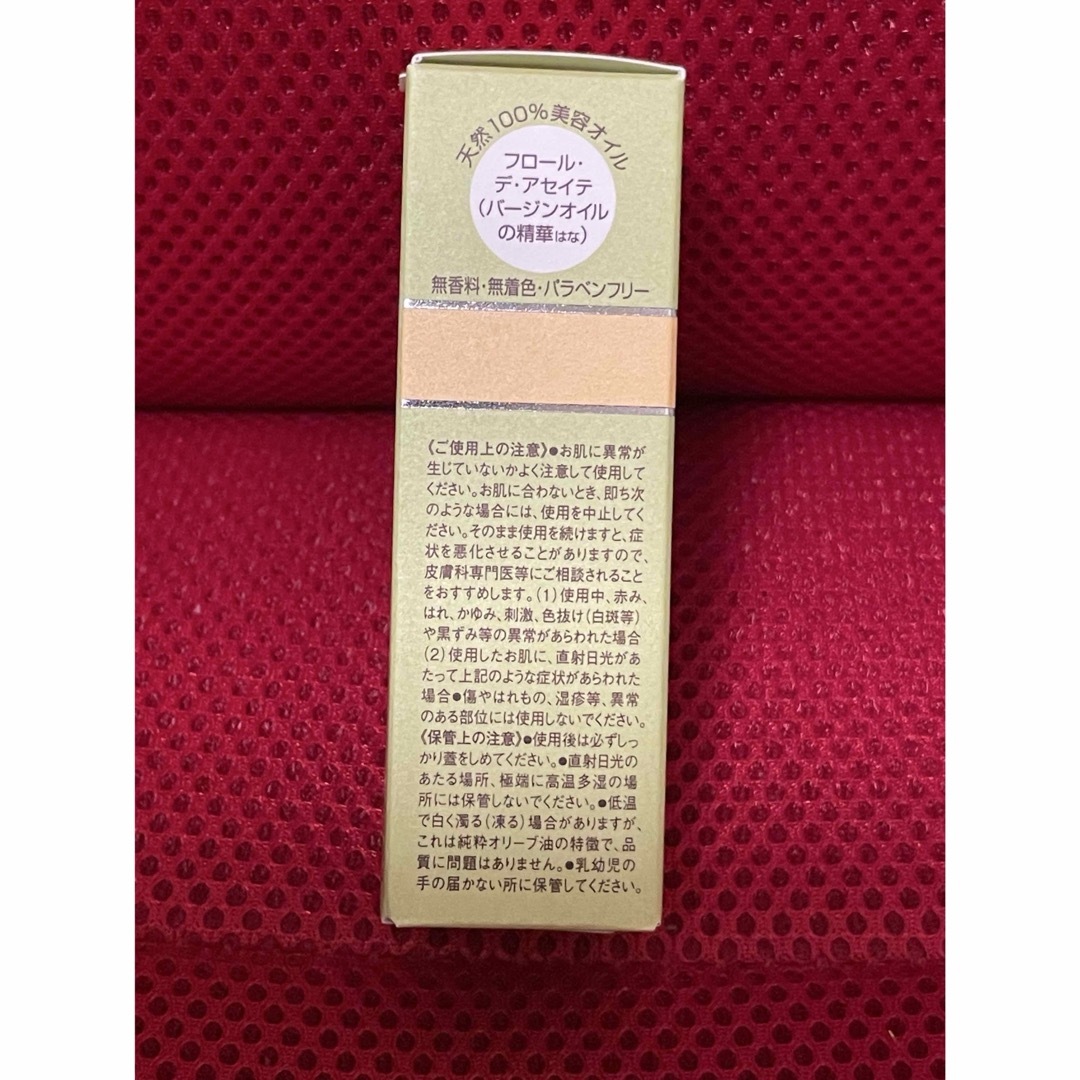 天然100%美容オイル
フロール・
デ・アセイテ
(バージンオイル
の精華はな)
無香料・無着色・パラベンフリー
《ご使用上の注意》●お肌に異常が
生じていないかよく注意して使用して
ください。お肌に合わないとき、即ち次
のような場合には、使用を中止してく
ださい。そのまま使用を続けますと、症
状を悪化させることがありますので、
皮膚科専門医等にご相談されること
をおすすめします。(1)使用中、赤み、
はれ、かゆみ、刺激、色抜け(白斑等)
や黒ずみ等の異常があらわれた場合
(2)使用したお肌に、直射日光があ
たって上記のような症状があらわれた
場合●傷やはれもの、湿疹等、異常
のある部位には使用しないでください。
《保管上の注意》●使用後は必ずしっ
かり蓋をしめてください。●直射日光の
あたる場所、極端に高温多湿の場
所には保管しないでください。●低温
で白く濁る(凍る)場合がありますが、
これは純粋オリーブ油の特徴で、品
質に問題はありません。●乳幼児の
手の届かない所に保管してください。